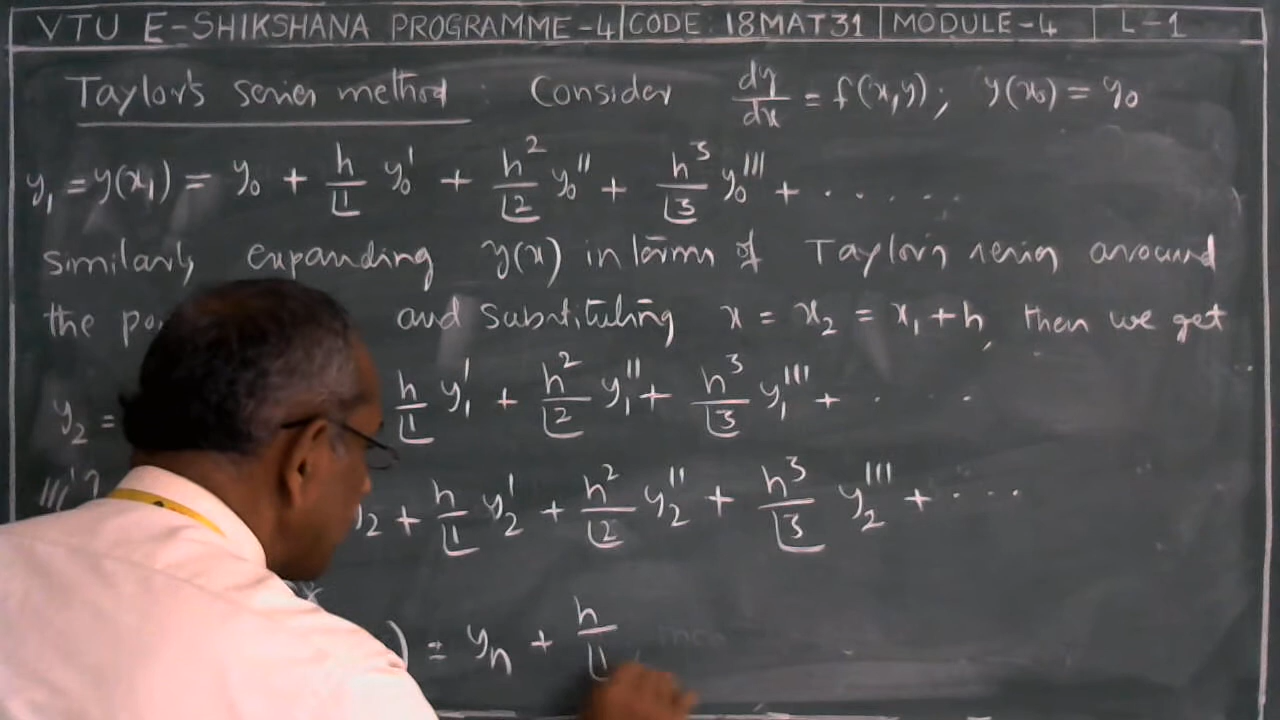 VTU E-SHIKSHANA PROGRAMME-4 | CODE: 18MAT31 | MODULE-4 | L-1
Taylor's series method : Consider dy/dx = f(x,y); y(x₀) = y₀
y₁ = y(x₁) = y₀ + h/⌊1 y₀' + h²/⌊2 y₀'' + h³/⌊3 y₀''' + .....
similarly expanding y(x) in terms of Taylor's series around
the and substituting x = x₂ = x₁ + h, then we get
y₂ = h/⌊1 y₁' + h²/⌊2 y₁'' + h³/⌊3 y₁''' + . . .
y₂ + h/⌊1 y₂' + h²/⌊2 y₂'' + h³/⌊3 y₂''' + ...
) = yₙ + h/⌊1